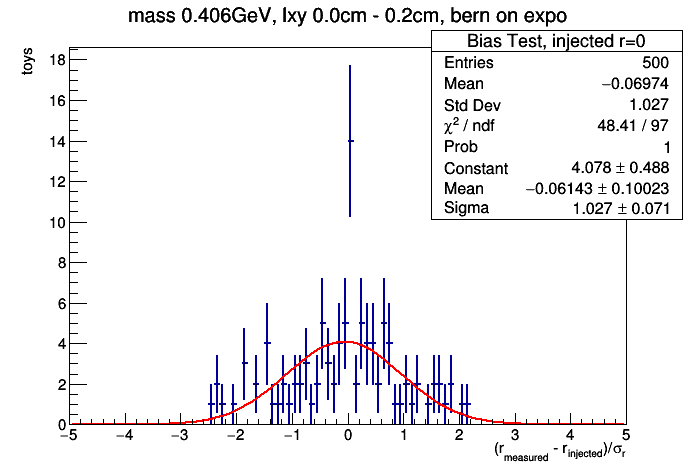 mass 0.406GeV, lxy 0.0cm - 0.2cm, bern on expo
Bias Test, injected r=0
Entries 500
Mean −0.06974
Std Dev 1.027
χ² / ndf 48.41 / 97
Prob 1
Constant 4.078 ± 0.488
Mean −0.06143 ± 0.10023
Sigma 1.027 ± 0.071
toys
18
16
14
12
10
8
6
4
2
0
−5 −4 −3 −2 −1 0 1 2 3 4 5
(r_measured - r_injected)/σ_r